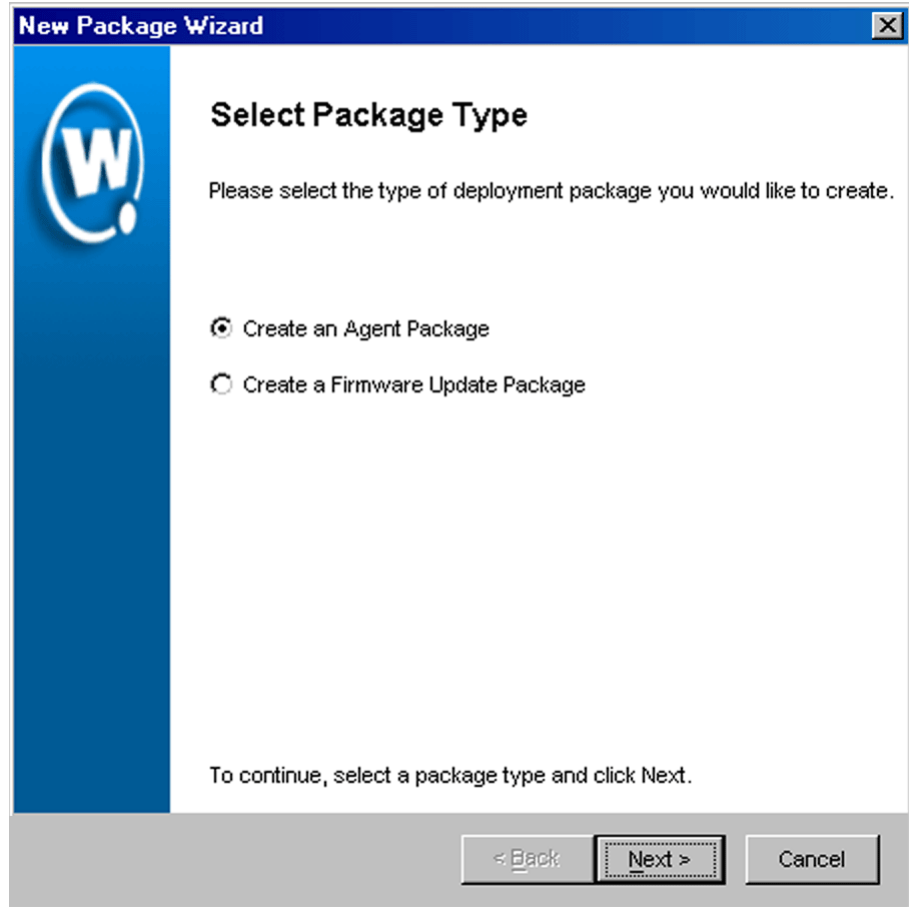 New Package Wizard
W
Select Package Type
Please select the type of deployment package you would like to create.
Create an Agent Package
Create a Firmware Update Package
To continue, select a package type and click Next.
< Back
Next >
Cancel